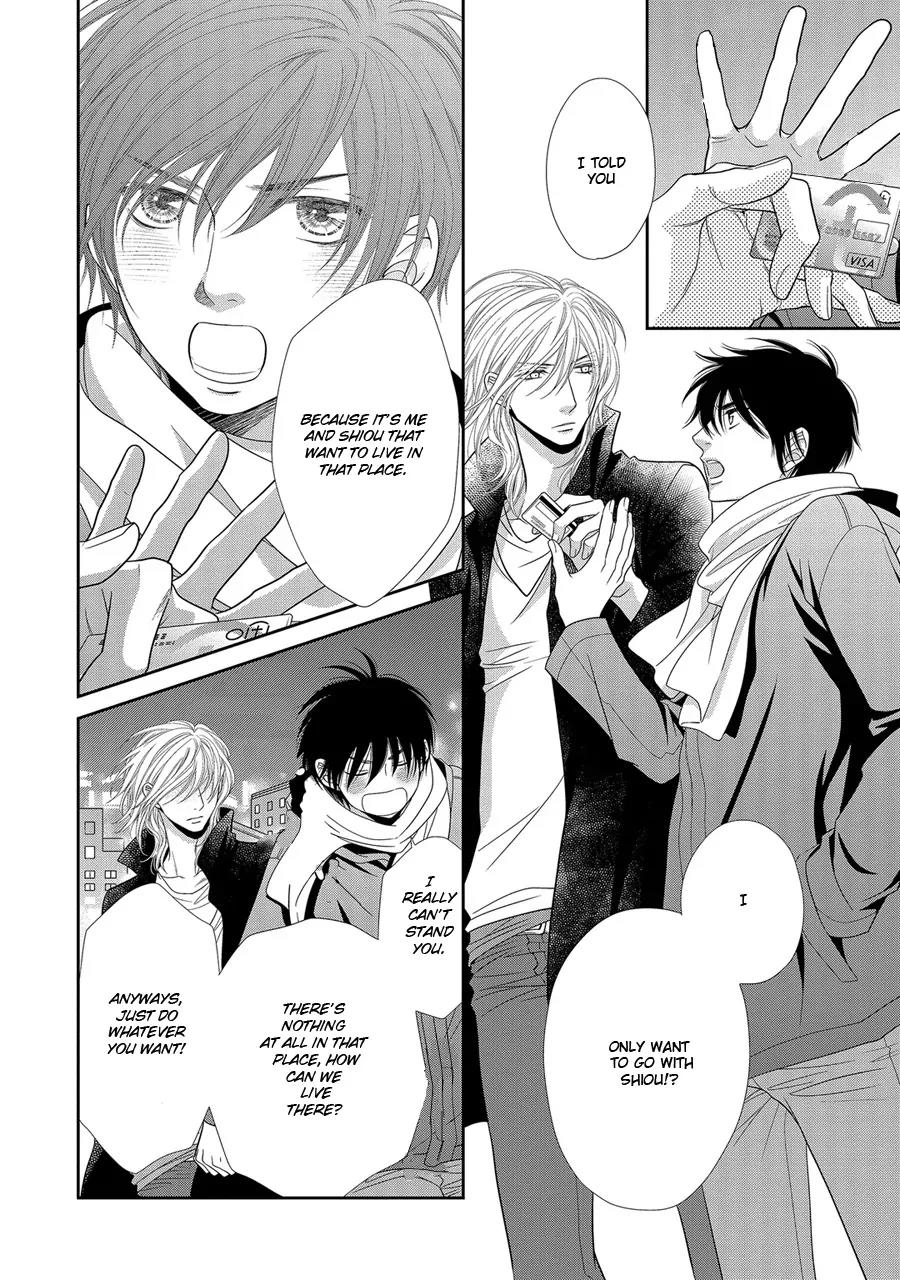 I TOLD
YOU
VISA
I
ONLY WANT
TO GO WITH
SHIOU!?
BECAUSE IT'S ME
AND SHIOU THAT
WANT TO LIVE IN
THAT PLACE.
I
REALLY
CAN'T
STAND
YOU.
THERE'S
NOTHING
AT ALL IN THAT
PLACE, HOW
CAN WE
LIVE
THERE?
ANYWAYS,
JUST DO
WHATEVER
YOU WANT!